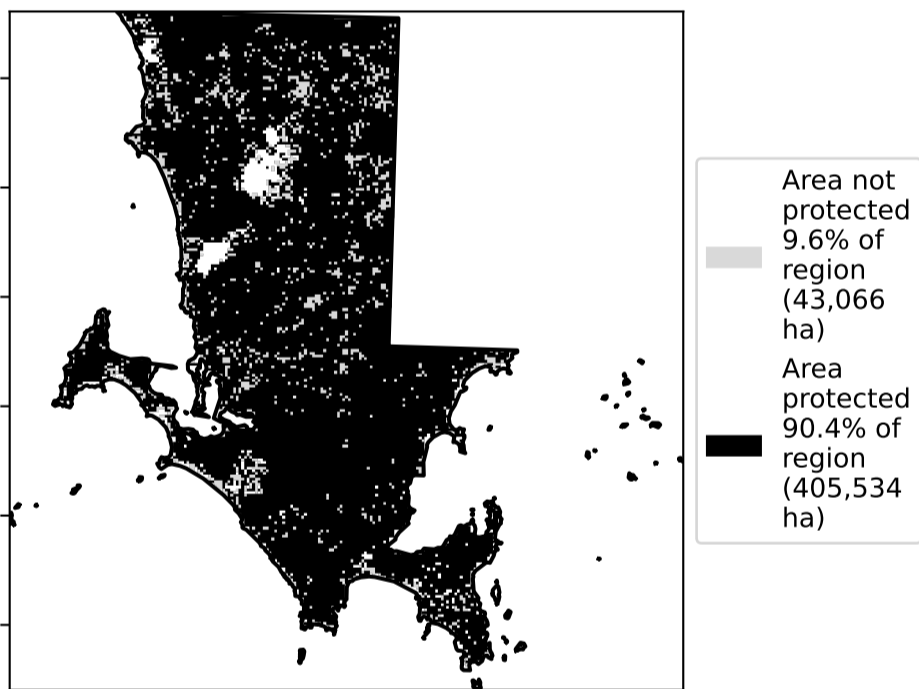 Area not
protected
9.6% of
region
(43,066
ha)
Area
protected
90.4% of
region
(405,534
ha)